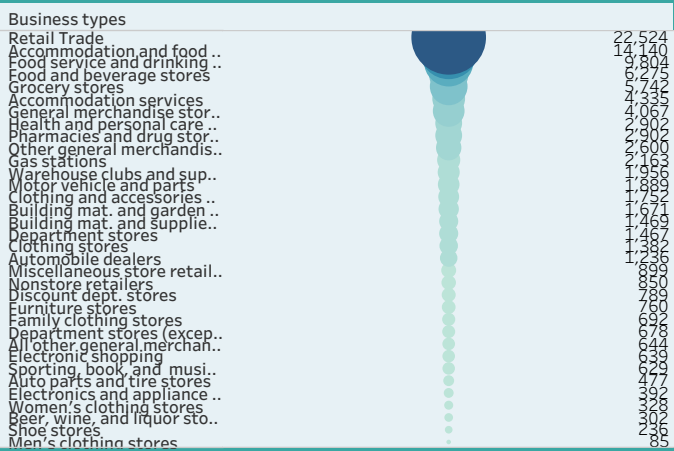 Business types
Retail Trade 22,524
Accommodation and food .. 14,140
Food service and drinking .. 9,804
Food and beverage stores 6,275
Grocery stores 5,742
Accommodation services 4,335
General merchandise stor.. 4,067
Health and personal care .. 2,902
Pharmacies and drug stor.. 2,902
Other general merchandis.. 2,600
Gas stations 2,163
Warehouse clubs and sup.. 1,956
Motor vehicle and parts 1,889
Clothing and accessories .. 1,752
Building mat. and garden .. 1,671
Building mat. and supplie.. 1,469
Department stores 1,467
Clothing stores 1,382
Automobile dealers 1,236
Miscellaneous store retail.. 899
Nonstore retailers 850
Discount dept. stores 789
Furniture stores 760
Family clothing stores 692
Department stores (excep.. 678
All other general merchan.. 644
Electronic shopping 639
Sporting, book, and musi.. 629
Auto parts and tire stores 477
Electronics and appliance .. 392
Women's clothing stores 328
Beer, wine, and liquor sto.. 302
Shoe stores 236
Men's clothing stores 85